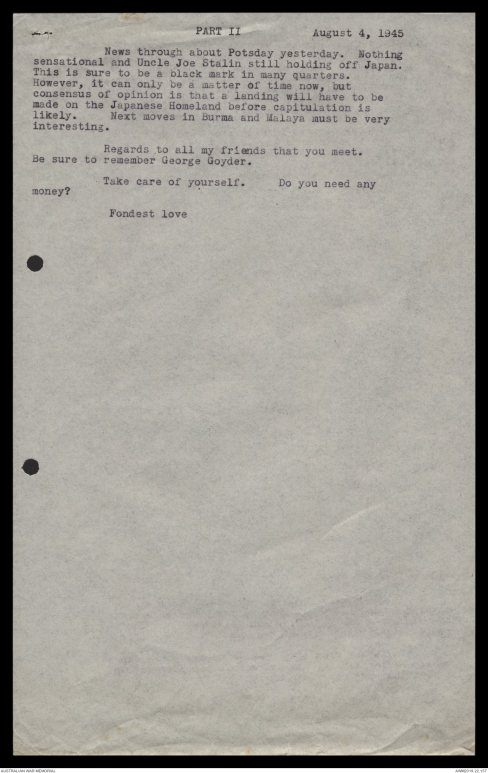 PART II August 4, 1945
News through about Potsday yesterday. Nothing
sensational and Uncle Joe Stalin still holding off Japan.
This is sure to be a black mark in many quarters.
However, it can only be a matter of time now, but
consensus of opinion is that a landing will have to be
made on the Japanese Homeland before capitulation is
likely. Next moves in Burma and Malaya must be very
interesting.
Regards to all my friends that you meet.
Be sure to remember George Goyder.
Take care of yourself. Do you need any
money?
Fondest love
AUSTRALIAN WAR MEMORIAL